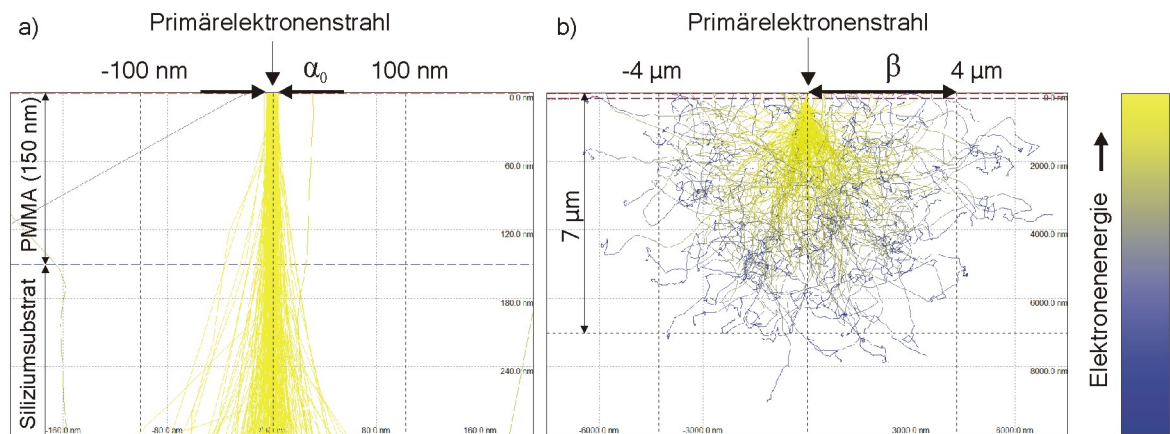 a)
Primärelektronenstrahl
-100 nm
α₀
100 nm
PMMA (150 nm)
Siliziumsubstrat
0.0 nm
60.0 nm
120.0 nm
180.0 nm
240.0 nm
-160.0 nm
-80.0 nm
80.0 nm
160.0 nm
b)
Primärelektronenstrahl
-4 µm
β
4 µm
7 µm
0.0 nm
2000.0 nm
4000.0 nm
6000.0 nm
8000.0 nm
-6000.0 nm
-3000.0 nm
3000.0 nm
6000.0 nm
Elektronenenergie